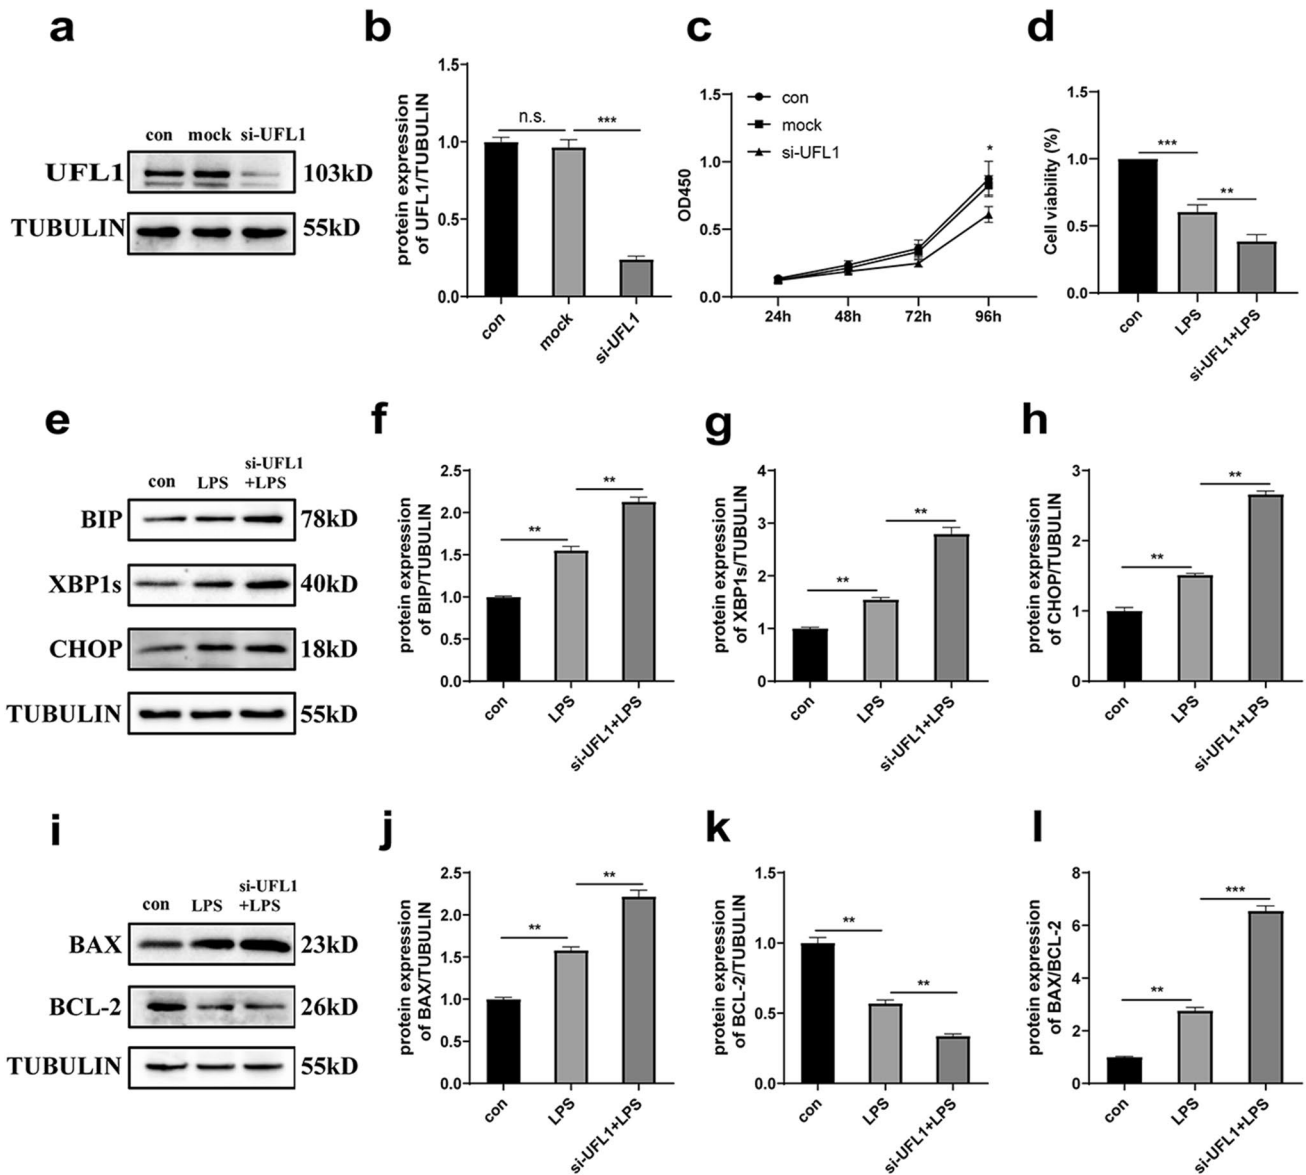 a
con mock si-UFL1
UFL1 103kD
TUBULIN 55kD
b
protein expression
of UFL1/TUBULIN
1.5
1.0
0.5
0.0
n.s.
***
con
mock
si-UFL1
c
OD450
1.5
1.0
0.5
0.0
con
mock
si-UFL1
*
24h 48h 72h 96h
d
Cell viability (%)
1.5
1.0
0.5
0.0
***
**
con
LPS
si-UFL1+LPS
e
con LPS si-UFL1
+LPS
BIP 78kD
XBP1s 40kD
CHOP 18kD
TUBULIN 55kD
f
protein expression
of BIP/TUBULIN
2.5
2.0
1.5
1.0
0.5
0.0
**
**
con
LPS
si-UFL1+LPS
g
protein expression
of XBP1s/TUBULIN
4
3
2
1
0
**
**
con
LPS
si-UFL1+LPS
h
protein expression
of CHOP/TUBULIN
3
2
1
0
**
**
con
LPS
si-UFL1+LPS
i
con LPS si-UFL1
+LPS
BAX 23kD
BCL-2 26kD
TUBULIN 55kD
j
protein expression
of BAX/TUBULIN
2.5
2.0
1.5
1.0
0.5
0.0
**
**
con
LPS
si-UFL1+LPS
k
protein expression
of BCL-2/TUBULIN
1.5
1.0
0.5
0.0
**
**
con
LPS
si-UFL1+LPS
l
protein expression
of BAX/BCL-2
8
6
4
2
0
**
***
con
LPS
si-UFL1+LPS